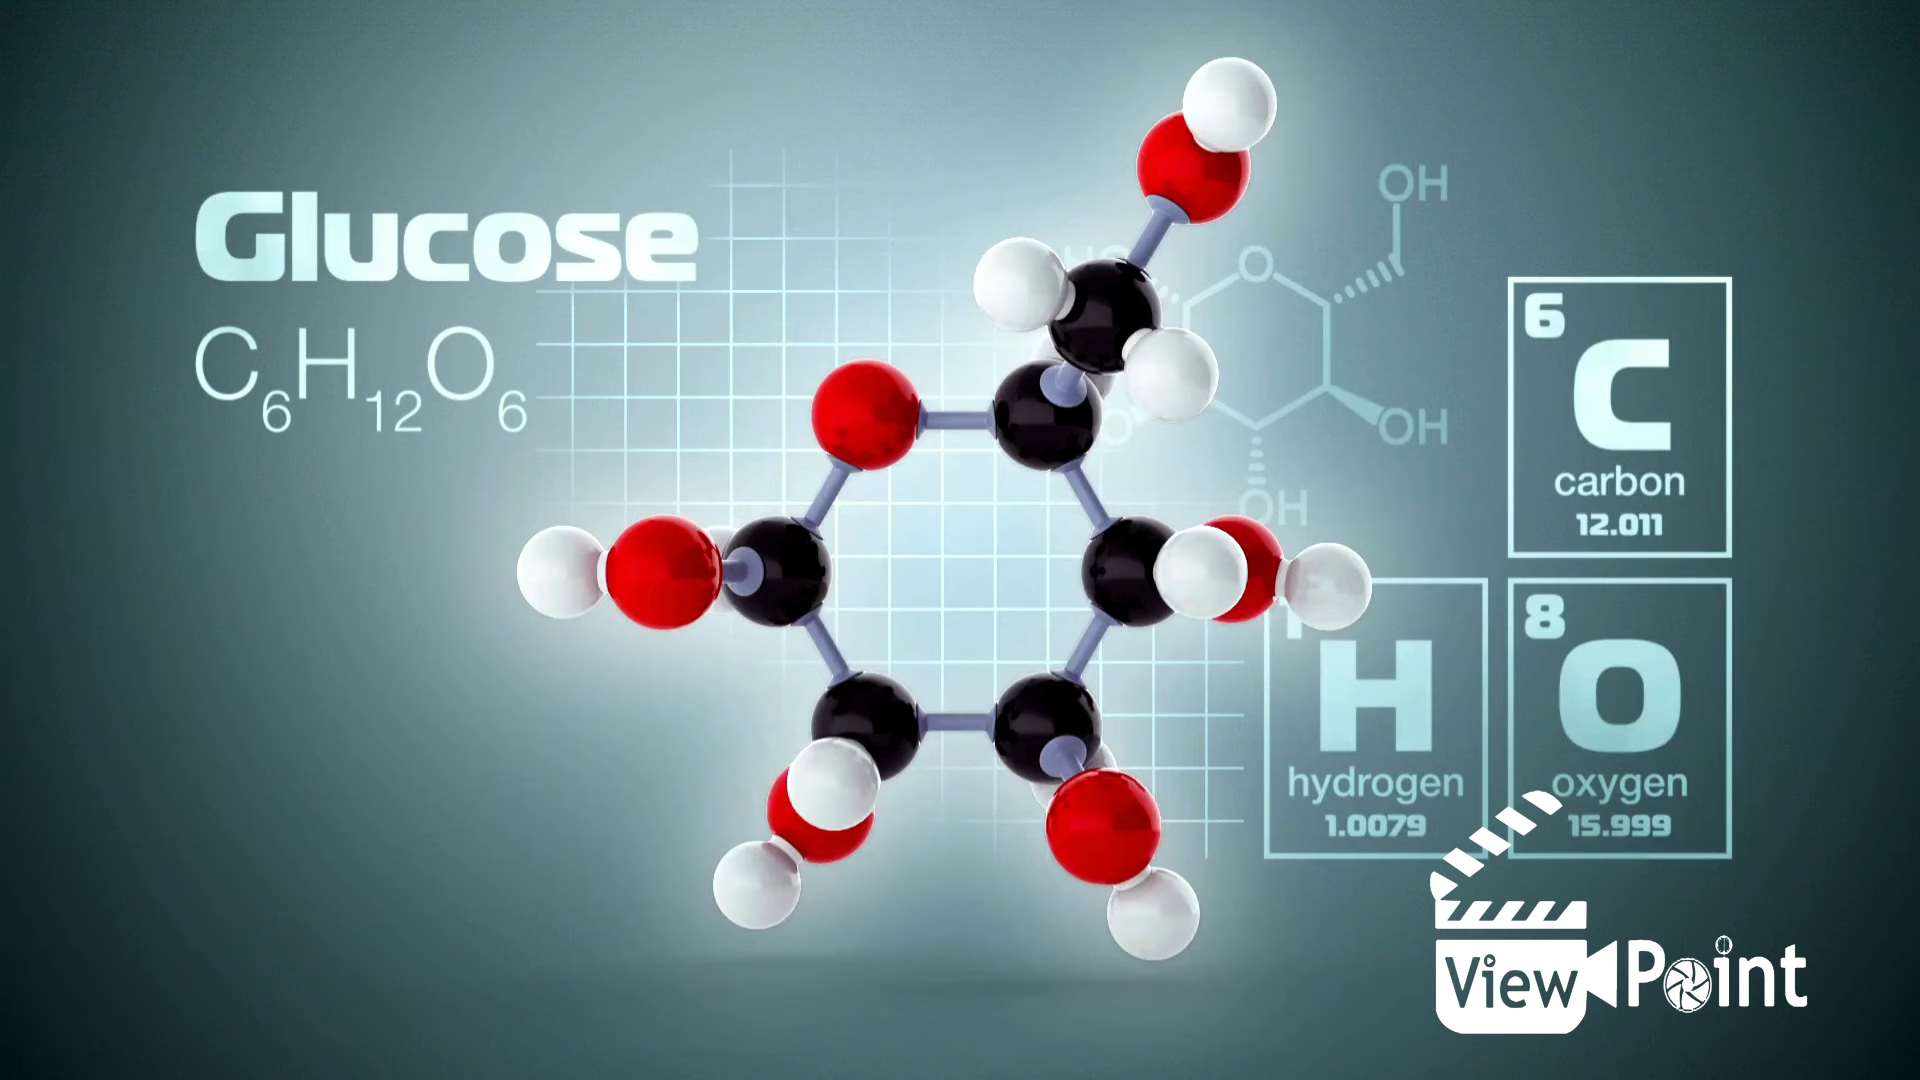 Glucose
C₆H₁₂O₆
OH
O
OH
OH
6
C
carbon
12.011
H
hydrogen
1.0079
8
O
oxygen
15.999
View Point